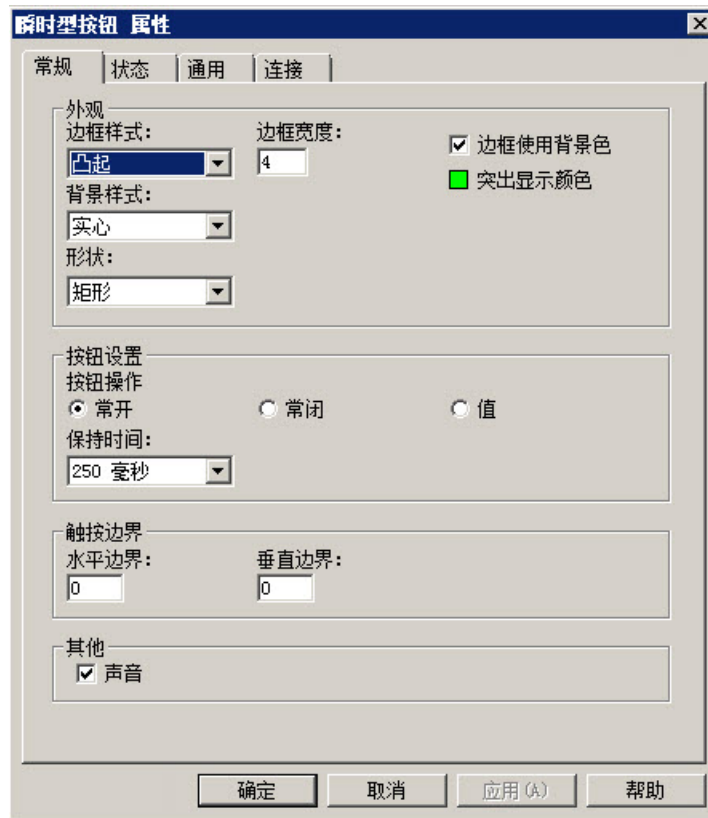 瞬时型按钮 属性
常规 状态 通用 连接
外观
边框样式: 边框宽度:
凸起 4 边框使用背景色
背景样式: 突出显示颜色
实心
形状:
矩形
按钮设置
按钮操作
常开 常闭 值
保持时间:
250 毫秒
触按边界
水平边界: 垂直边界:
0 0
其他
声音
确定 取消 应用(A) 帮助